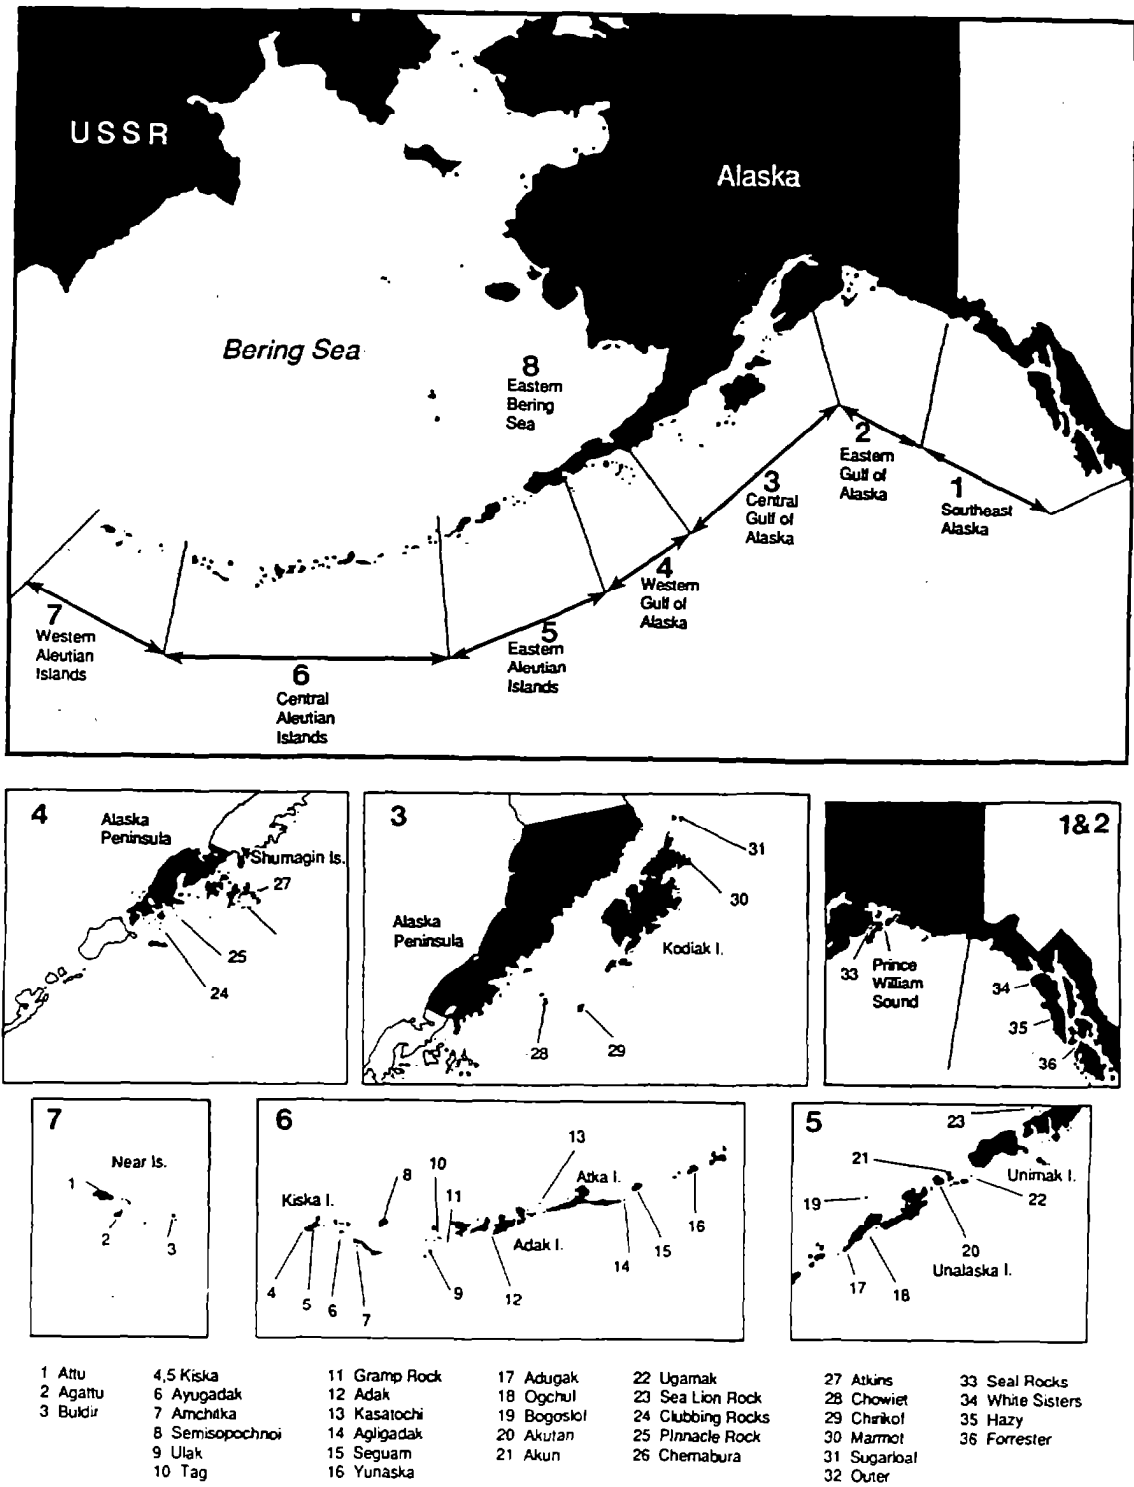 USSR
Alaska
Bering Sea
8
Eastern
Bering
Sea
2
Eastern
Gulf of
Alaska
1
Southeast
Alaska
3
Central
Gulf of
Alaska
4
Western
Gulf of
Alaska
5
Eastern
Aleutian
Islands
7
Western
Aleutian
Islands
6
Central
Aleutian
Islands
4
Alaska
Peninsula
Shumagin Is.
27
25
24
3
31
30
Alaska
Peninsula
Kodiak I.
28
29
1&2
33
Prince
William
Sound
34
35
36
7
Near Is.
1
2
3
6
13
10
8
11
Atka I.
Kiska I.
Adak I.
16
15
14
4
5
6
7
9
12
5
23
21
Unimak I.
22
19
20
Unalaska I.
17
18
1 Attu
2 Agattu
3 Buldir
4,5 Kiska
6 Ayugadak
7 Amchitka
8 Semisopochnoi
9 Ulak
10 Tag
11 Gramp Rock
12 Adak
13 Kasatochi
14 Agligadak
15 Seguam
16 Yunaska
17 Adugak
18 Ogchul
19 Bogoslof
20 Akutan
21 Akun
22 Ugamak
23 Sea Lion Rock
24 Clubbing Rocks
25 Pinnacle Rock
26 Chernabura
27 Atkins
28 Chowiet
29 Chirikof
30 Marmot
31 Sugarloaf
32 Outer
33 Seal Rocks
34 White Sisters
35 Hazy
36 Forrester